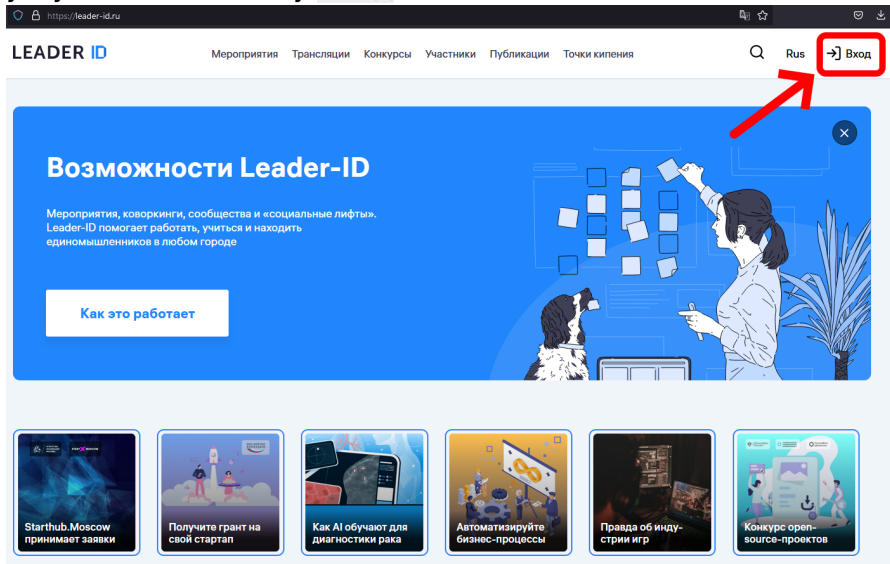 https://leader-id.ru
LEADER ID
Мероприятия Трансляции Конкурсы Участники Публикации Точки кипения
Rus
Вход
Возможности Leader-ID
Мероприятия, коворкинги, сообщества и «социальные лифты».
Leader-ID помогает работать, учиться и находить
единомышленников в любом городе
Как это работает
Starthub.Moscow
принимает заявки
Получите грант на
свой стартап
Как AI обучают для
диагностики рака
Автоматизируйте
бизнес-процессы
Правда об инду-
стрии игр
Конкурс open-
source-проектов